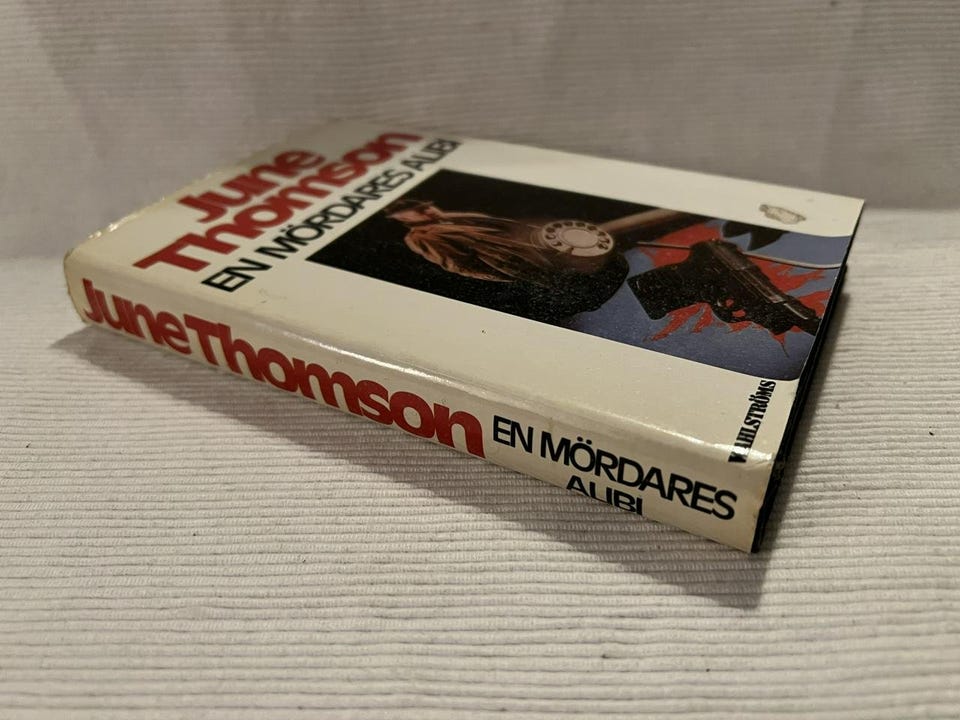 June
Thomson
EN MÖRDARES ALIBI
WAHLSTRÖMS
June Thomson
EN MÖRDARES
ALIBI